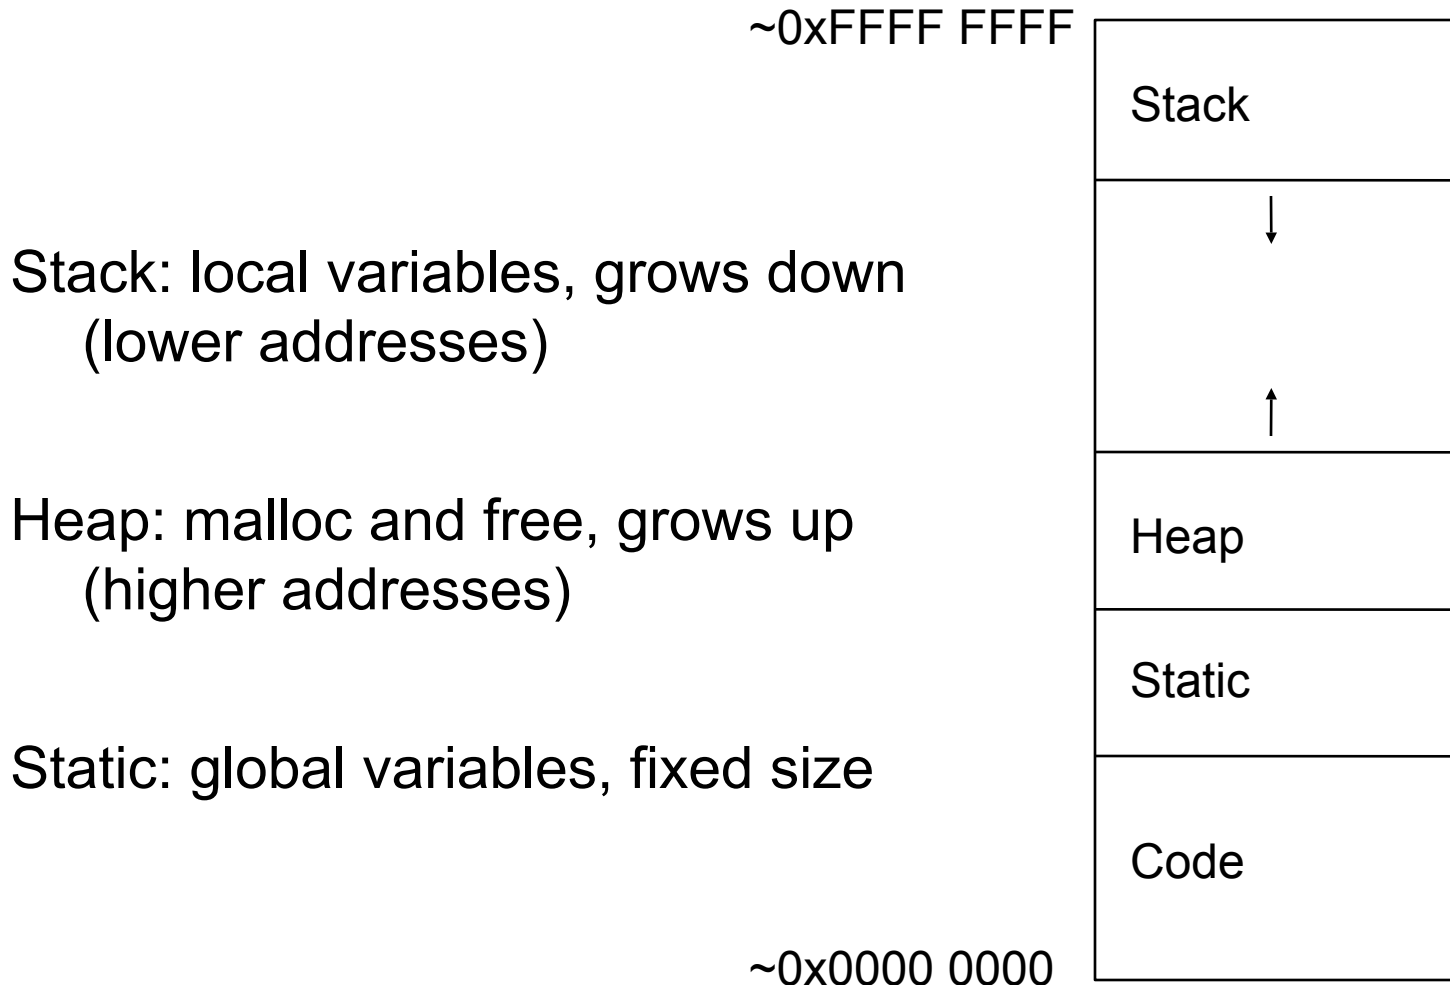 ~0xFFFF FFFF
Stack
Stack: local variables, grows down
(lower addresses)
Heap: malloc and free, grows up
(higher addresses)
Heap
Static
Static: global variables, fixed size
Code
~0x0000 0000